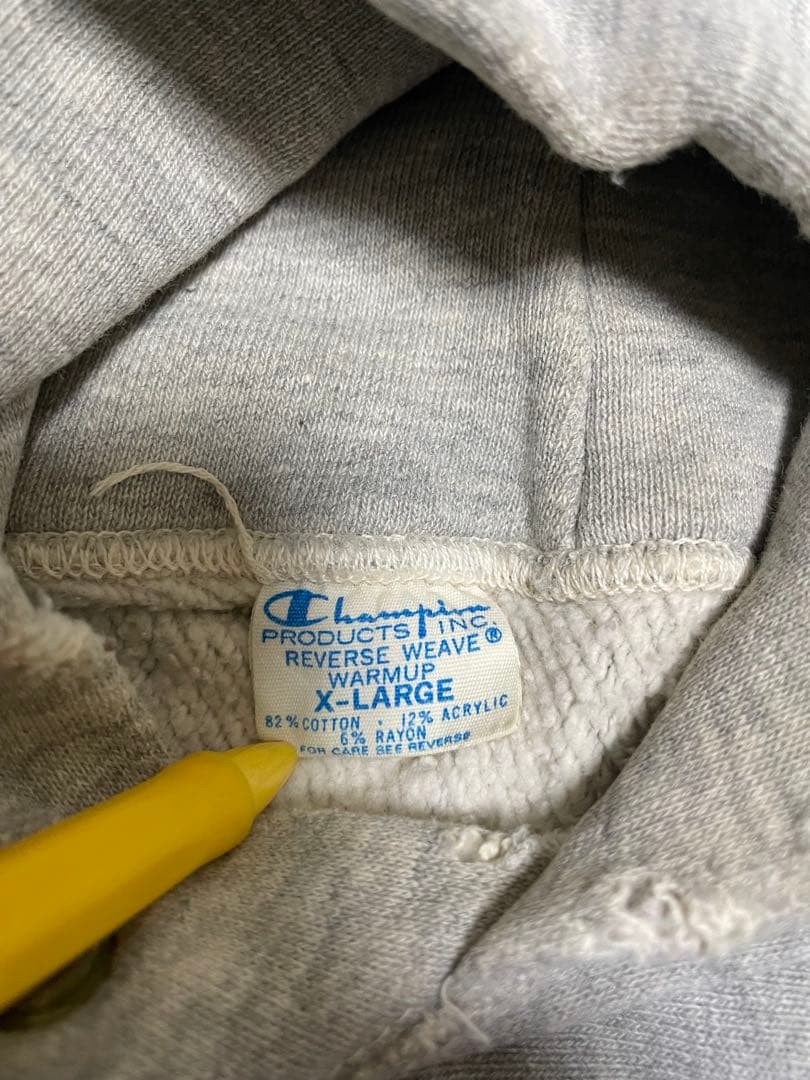 Champion
PRODUCTS INC.®
REVERSE WEAVE
WARMUP
X-LARGE
82% COTTON · 12% ACRYLIC
6% RAYON
FOR CARE SEE REVERSE